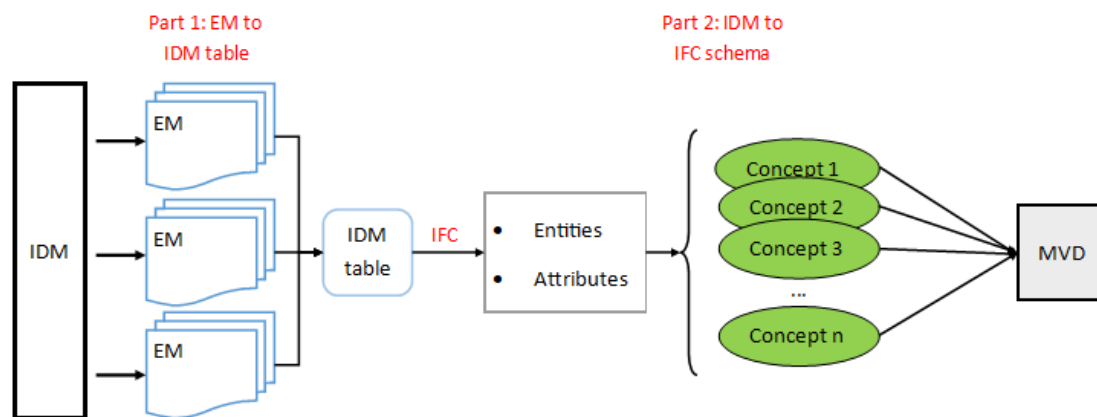 Part 1: EM to
IDM table
Part 2: IDM to
IFC schema
IDM
EM
EM
EM
IDM
table
IFC
• Entities
• Attributes
Concept 1
Concept 2
Concept 3
...
Concept n
MVD